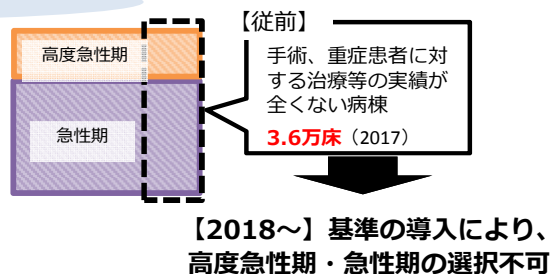 高度急性期
急性期
【従前】
手術、重症患者に対
する治療等の実績が
全くない病棟
3.6万床（2017）
【2018～】基準の導入により、
高度急性期・急性期の選択不可